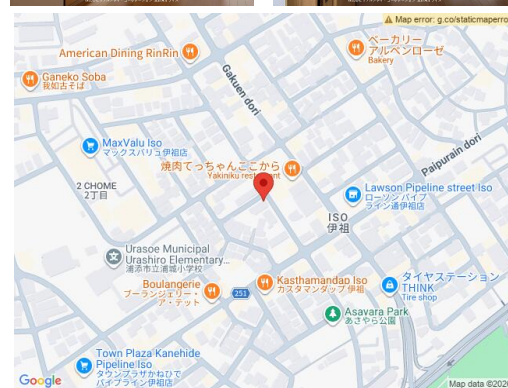 Map error: g.co/staticmaperro
American Dining RinRin
ベーカリー
アルペンローゼ
Bakery
Ganeko Soba
我如古そば
Gakuen dori
MaxValu Iso
マックスバリュ伊祖店
焼肉てっちゃんここから
Yakiniku restaurant
Paipurain dori
2 CHOME
2丁目
Lawson Pipeline street Iso
ローソン パイプ
ライン通伊祖店
ISO
伊祖
Urasoe Municipal
Urashiro Elementary...
浦添市立浦城小学校
Boulangerie
ブーランジェリー・
ア・テット
251
Kasthamandap Iso
カスタマンダップ 伊祖
タイヤステーション
THINK
Tire shop
Asavara Park
あさやら公園
Town Plaza Kanehide
Pipeline Iso
タウンプラザかねひで
パイプライン伊祖店
Google
Map data ©202